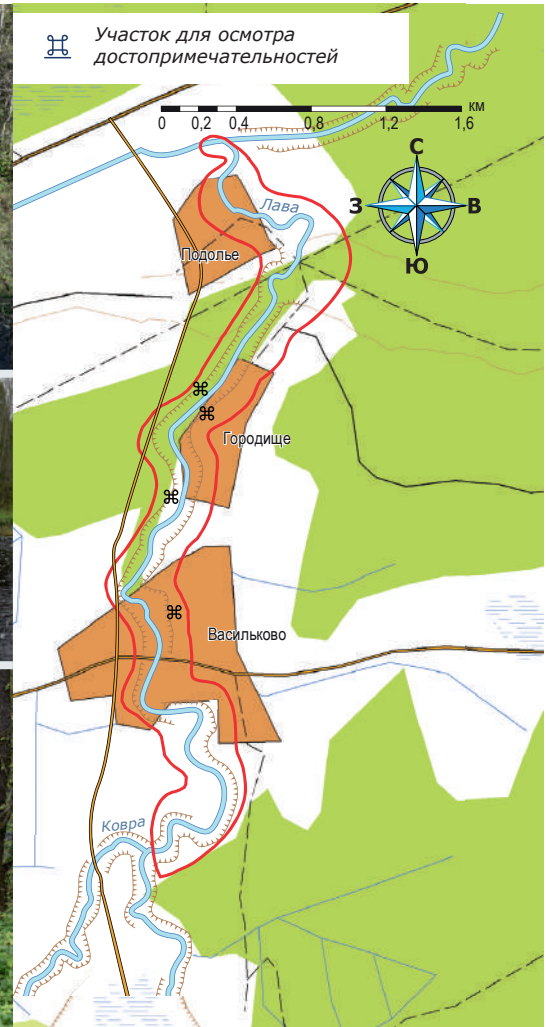 Участок для осмотра
достопримечательностей
км
0 0,2 0,4 0,8 1,2 1,6
С
З В
Ю
Лава
Подолье
Городище
Васильково
Ковра